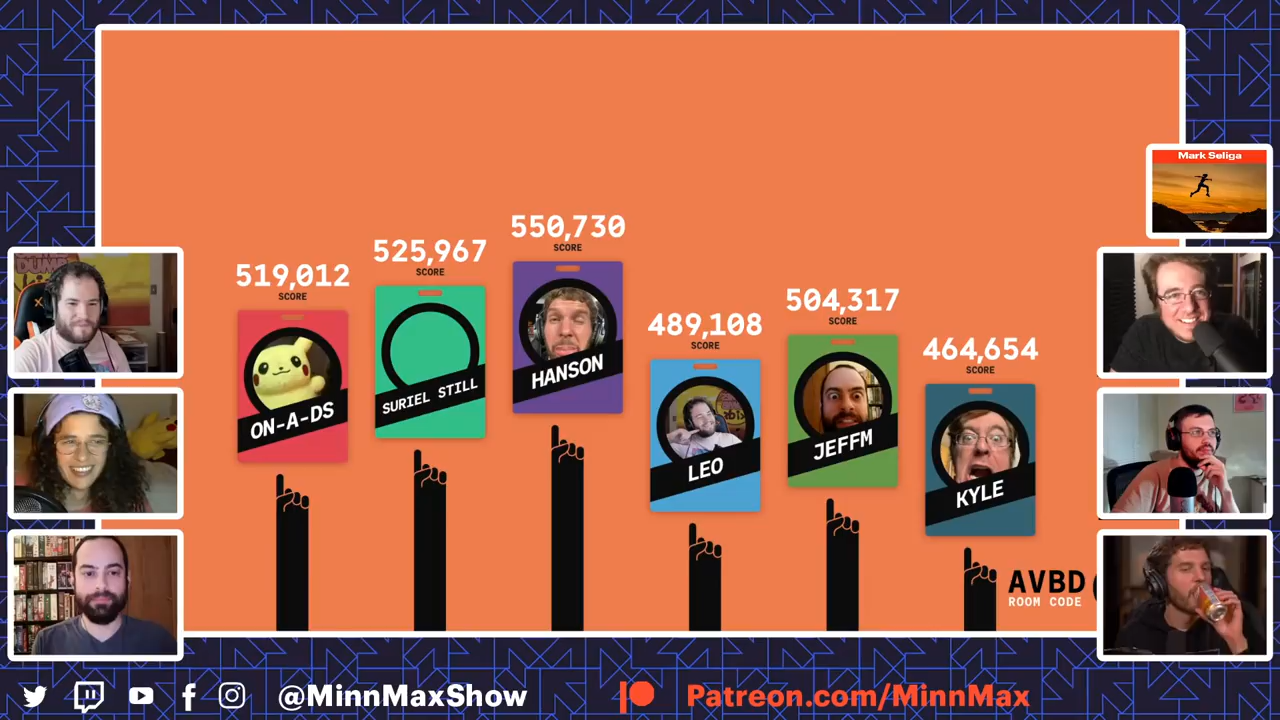 Mark Seliga
550,730
SCORE
525,967
SCORE
519,012
SCORE
504,317
SCORE
489,108
SCORE
464,654
SCORE
ON-A-DS
SURIEL STILL
HANSON
LEO
JEFFM
KYLE
AVBD
ROOM CODE
@MinnMaxShow
Patreon.com/MinnMax